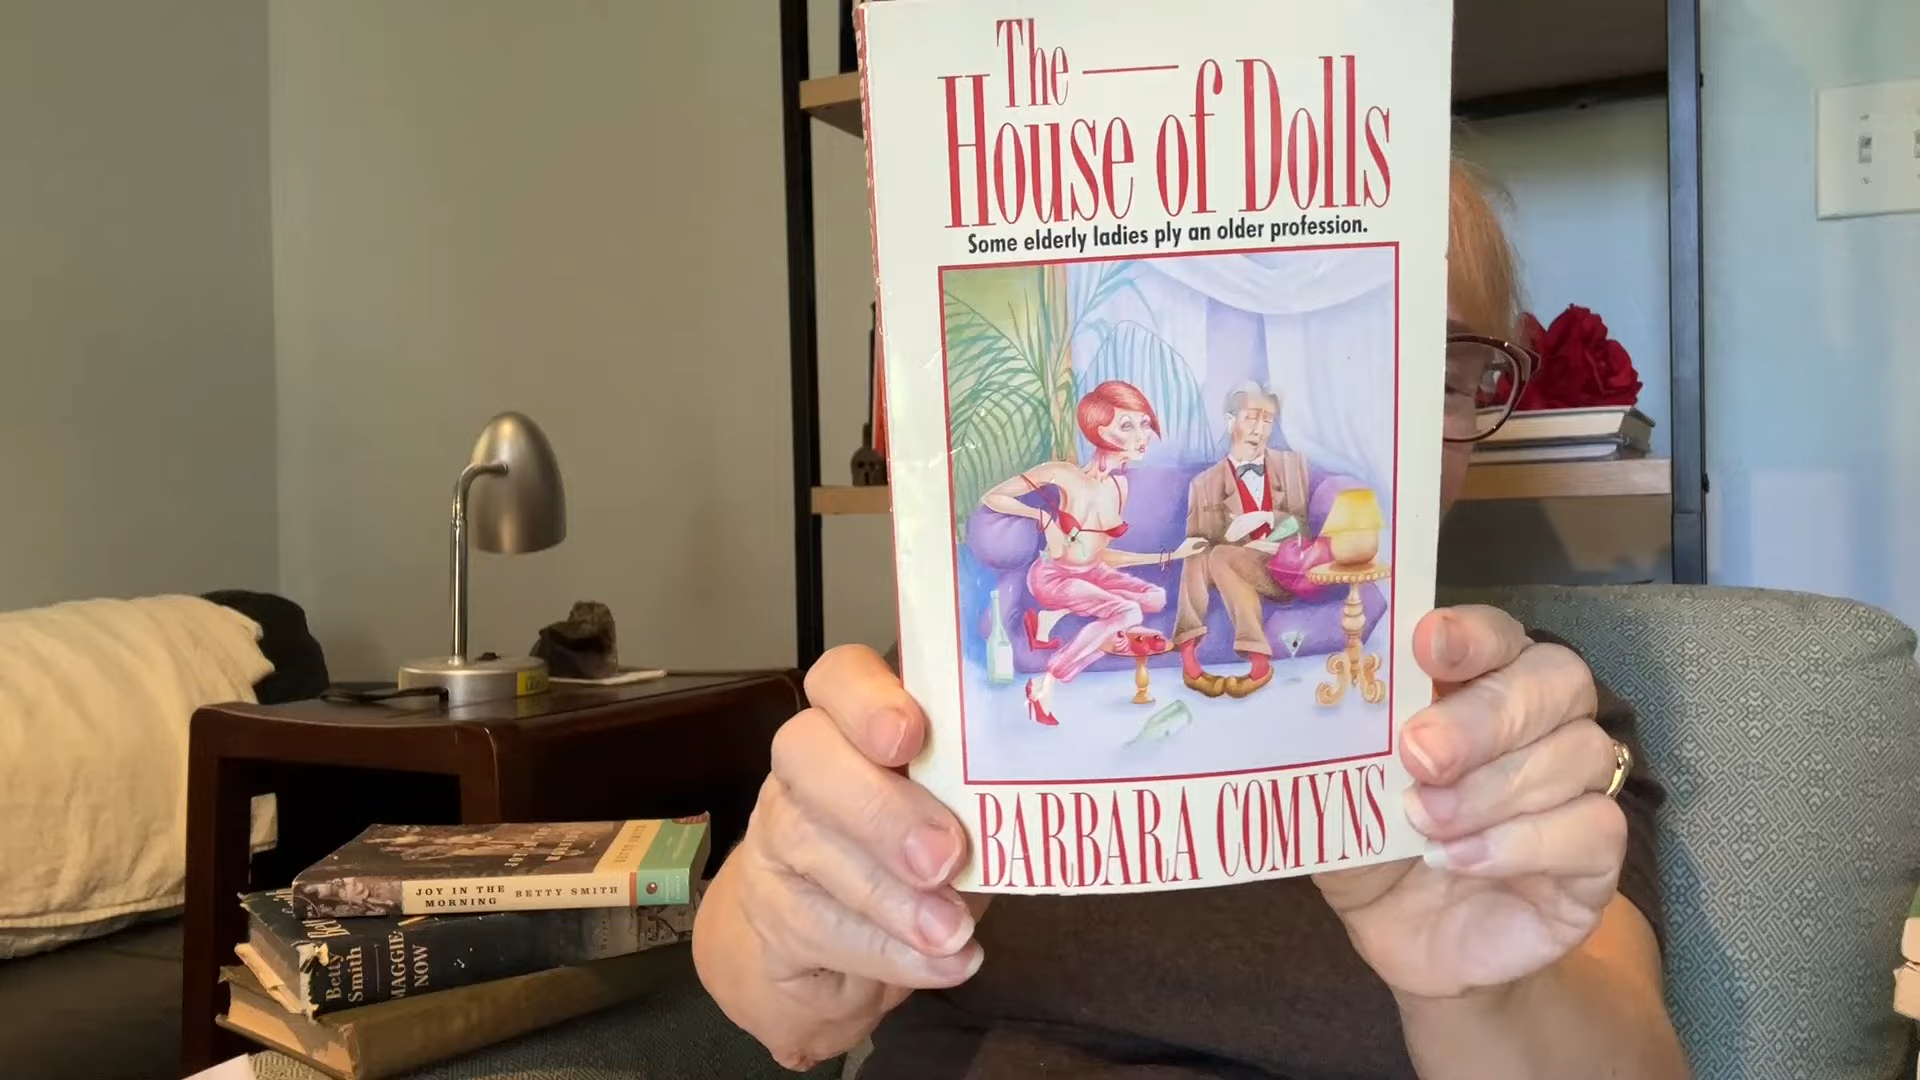 The
House of Dolls
Some elderly ladies ply an older profession.
BARBARA COMYNS
JOY IN THE
MORNING
BETTY SMITH
Betty
Smith
MAGGIE
NOW